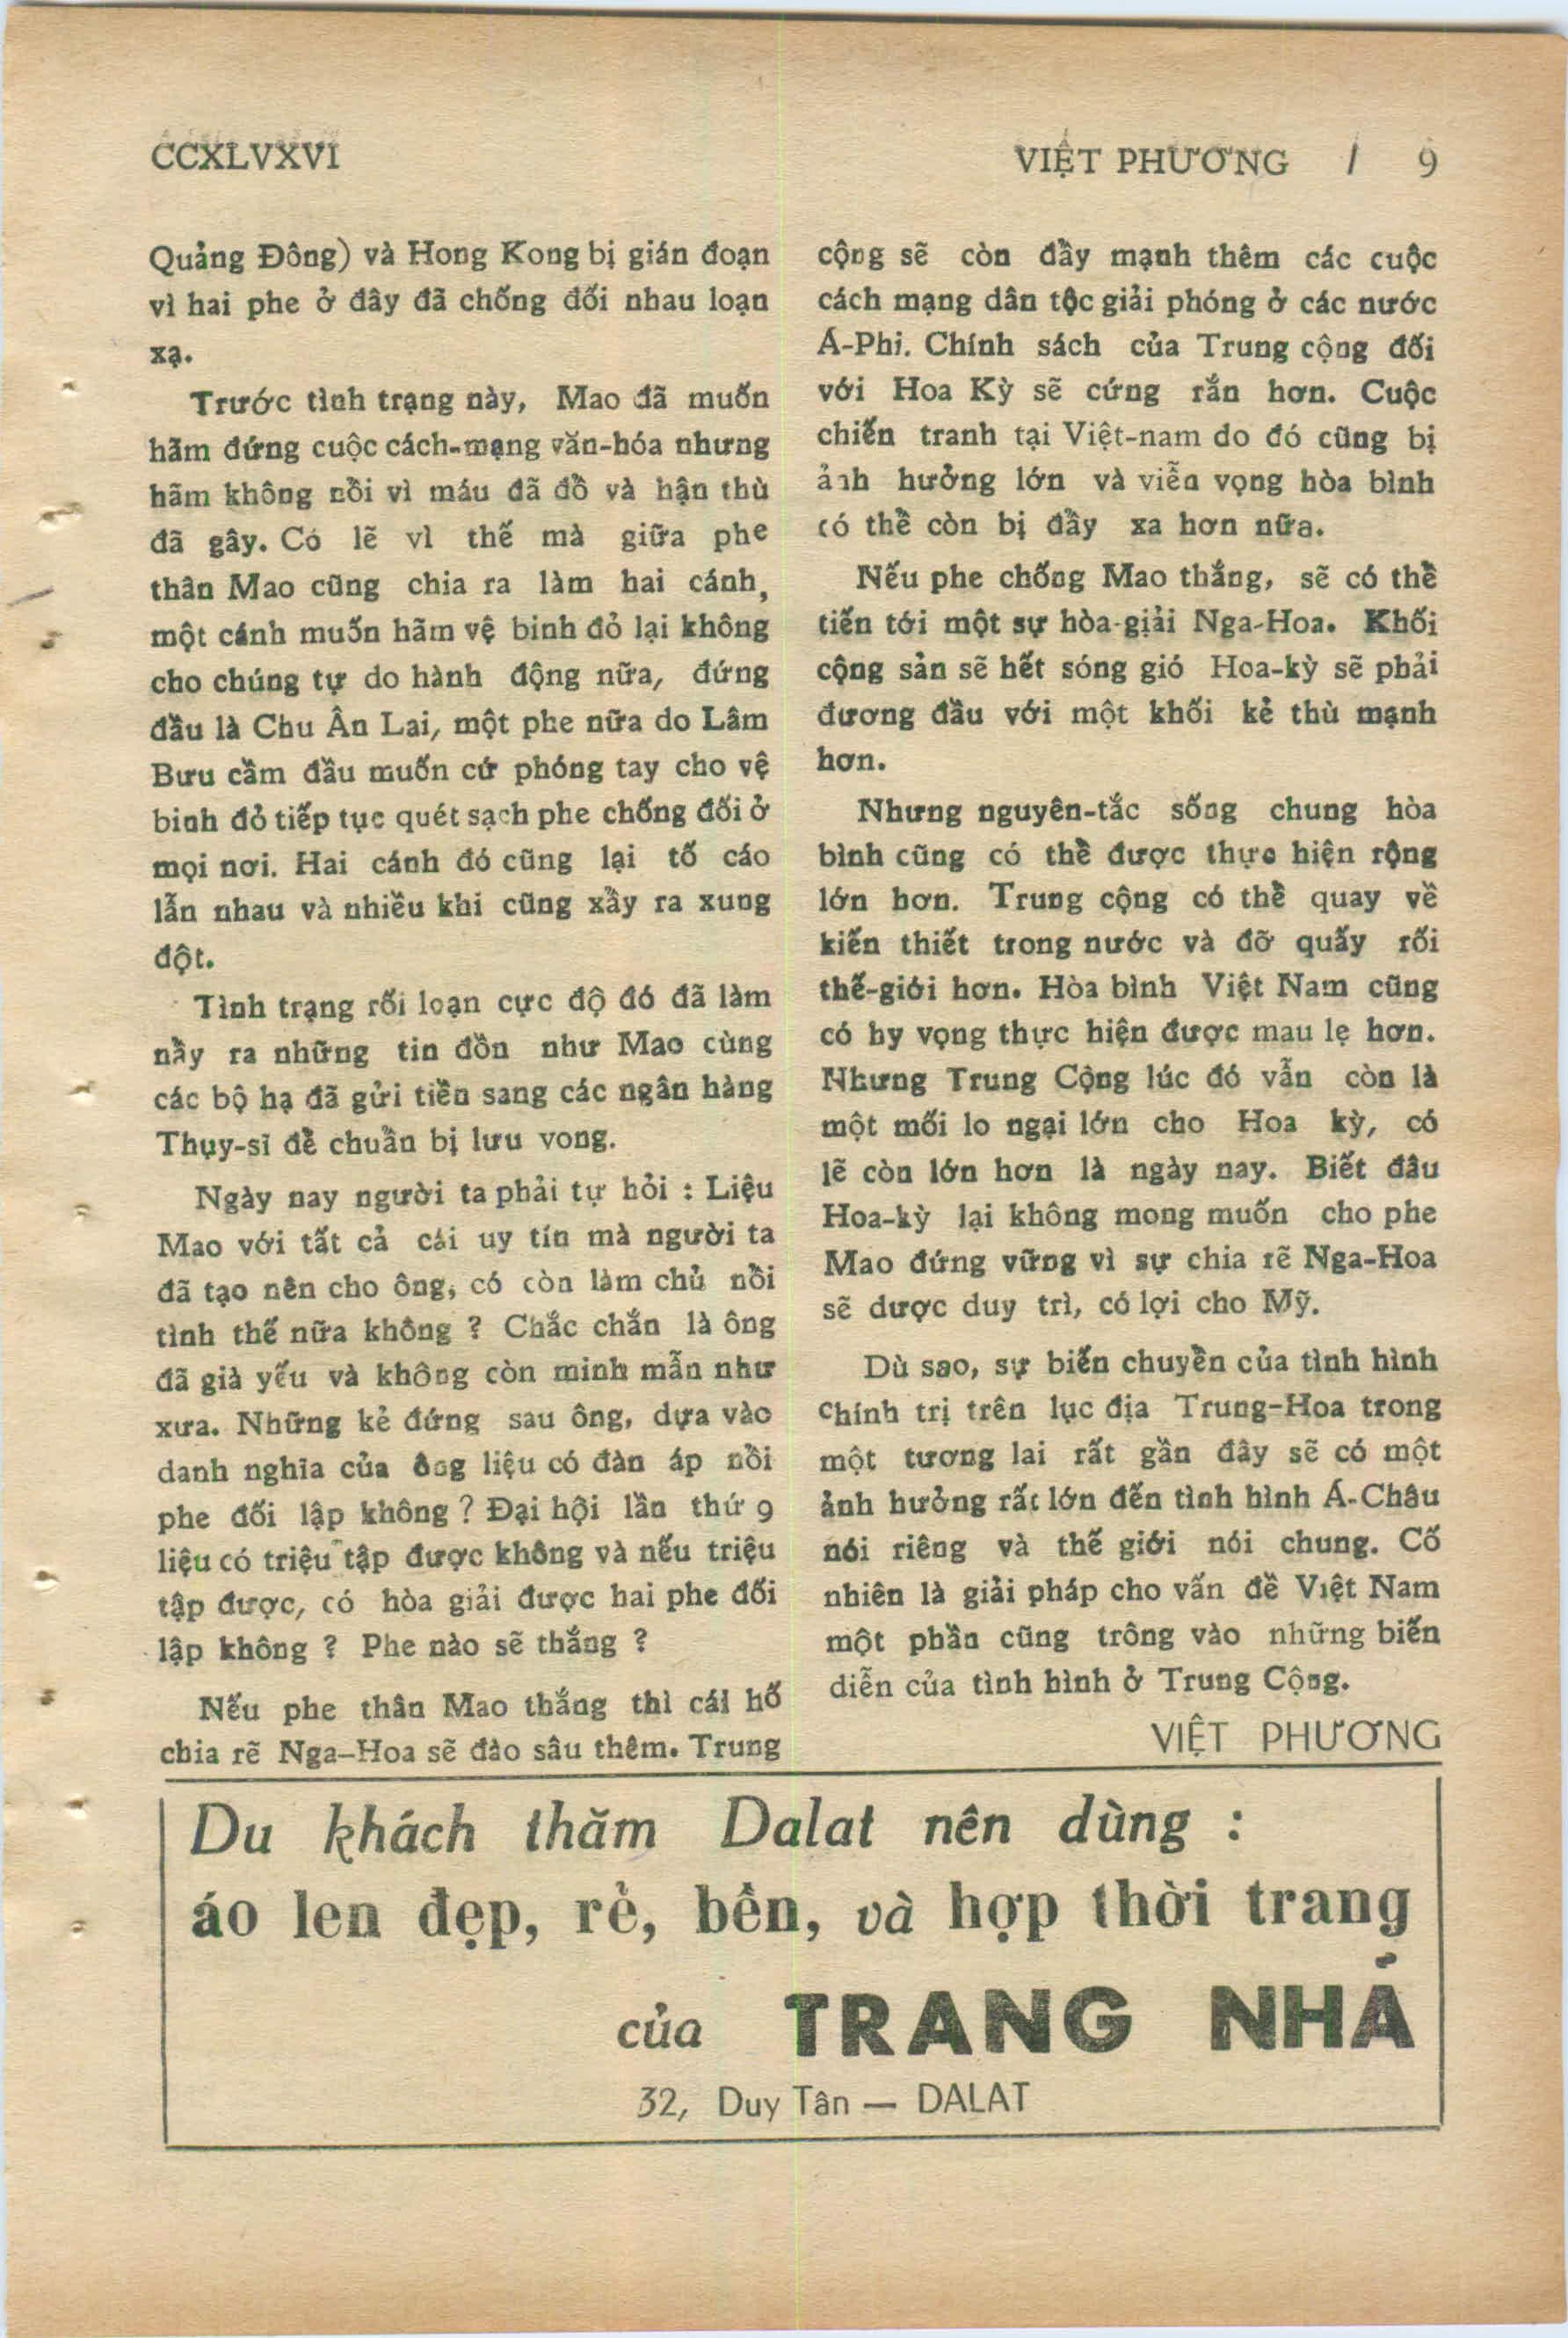 CCXLVXVI
VIỆT PHƯƠNG / 9
Quảng Đông) và Hong Kong bị gián đoạn
vì hai phe ở đây đã chống đối nhau loạn
xạ.
Trước tình trạng này, Mao đã muốn
hãm đứng cuộc cách-mạng văn-hóa nhưng
hãm không nổi vì máu đã đổ và hận thù
đã gây. Có lẽ vì thế mà giữa phe
thân Mao cũng chia ra làm hai cánh,
một cánh muốn hãm vệ binh đỏ lại không
cho chúng tự do hành động nữa, đứng
đầu là Chu Ân Lai, một phe nữa do Lâm
Bưu cầm đầu muốn cứ phóng tay cho vệ
binh đỏ tiếp tục quét sạch phe chống đối ở
mọi nơi. Hai cánh đó cũng lại tố cáo
lẫn nhau và nhiều khi cũng xẩy ra xung
đột.
Tình trạng rối loạn cực độ đó đã làm
nẩy ra những tin đồn như Mao cùng
các bộ hạ đã gửi tiền sang các ngân hàng
Thụy-sĩ để chuẩn bị lưu vong.
Ngày nay người ta phải tự hỏi : Liệu
Mao với tất cả cái uy tín mà người ta
đã tạo nên cho ông, có còn làm chủ nổi
tình thế nữa không ? Chắc chắn là ông
đã già yếu và không còn minh mẫn như
xưa. Những kẻ đứng sau ông, dựa vào
danh nghĩa của ông liệu có đàn áp nổi
phe đối lập không ? Đại hội lần thứ 9
liệu có triệu tập được không và nếu triệu
tập được, có hòa giải được hai phe đối
lập không ? Phe nào sẽ thắng ?
Nếu phe thân Mao thắng thì cái hố
chia rẽ Nga-Hoa sẽ đào sâu thêm. Trung
cộng sẽ còn đẩy mạnh thêm các cuộc
cách mạng dân tộc giải phóng ở các nước
Á-Phi. Chính sách của Trung cộng đối
với Hoa Kỳ sẽ cứng rắn hơn. Cuộc
chiến tranh tại Việt-nam do đó cũng bị
ảnh hưởng lớn và viễn vọng hòa bình
có thể còn bị đẩy xa hơn nữa.
Nếu phe chống Mao thắng, sẽ có thể
tiến tới một sự hòa-giải Nga-Hoa. Khối
cộng sản sẽ hết sóng gió Hoa-kỳ sẽ phải
đương đầu với một khối kẻ thù mạnh
hơn.
Nhưng nguyên-tắc sống chung hòa
bình cũng có thể được thực hiện rộng
lớn hơn. Trung cộng có thể quay về
kiến thiết trong nước và đỡ quấy rối
thế-giới hơn. Hòa bình Việt Nam cũng
có hy vọng thực hiện được mau lẹ hơn.
Nhưng Trung Cộng lúc đó vẫn còn là
một mối lo ngại lớn cho Hoa kỳ, có
lẽ còn lớn hơn là ngày nay. Biết đâu
Hoa-kỳ lại không mong muốn cho phe
Mao đứng vững vì sự chia rẽ Nga-Hoa
sẽ được duy trì, có lợi cho Mỹ.
Dù sao, sự biến chuyển của tình hình
chính trị trên lục địa Trung-Hoa trong
một tương lai rất gần đây sẽ có một
ảnh hưởng rất lớn đến tình hình Á-Châu
nói riêng và thế giới nói chung. Cố
nhiên là giải pháp cho vấn đề Việt Nam
một phần cũng trông vào những biến
diễn của tình hình ở Trung Cộng.
VIỆT PHƯƠNG
Du khách thăm Dalat nên dùng :
áo len đẹp, rẻ, bền, và hợp thời trang
của TRANG NHÃ
32, Duy Tân — DALAT